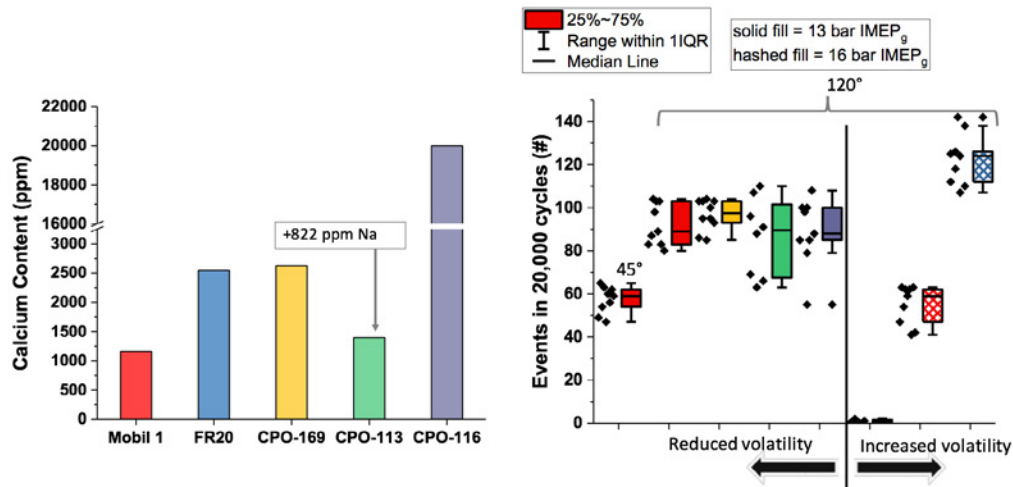 Calcium Content (ppm)
22000
20000
18000
16000
3500
3000
2500
2000
1500
1000
500
0
+822 ppm Na
Mobil 1 FR20 CPO-169 CPO-113 CPO-116
25%~75%
Range within 1IQR
Median Line
solid fill = 13 bar IMEPg
hashed fill = 16 bar IMEPg
120°
Events in 20,000 cycles (#)
140
120
100
80
60
40
20
0
45°
Reduced volatility
Increased volatility